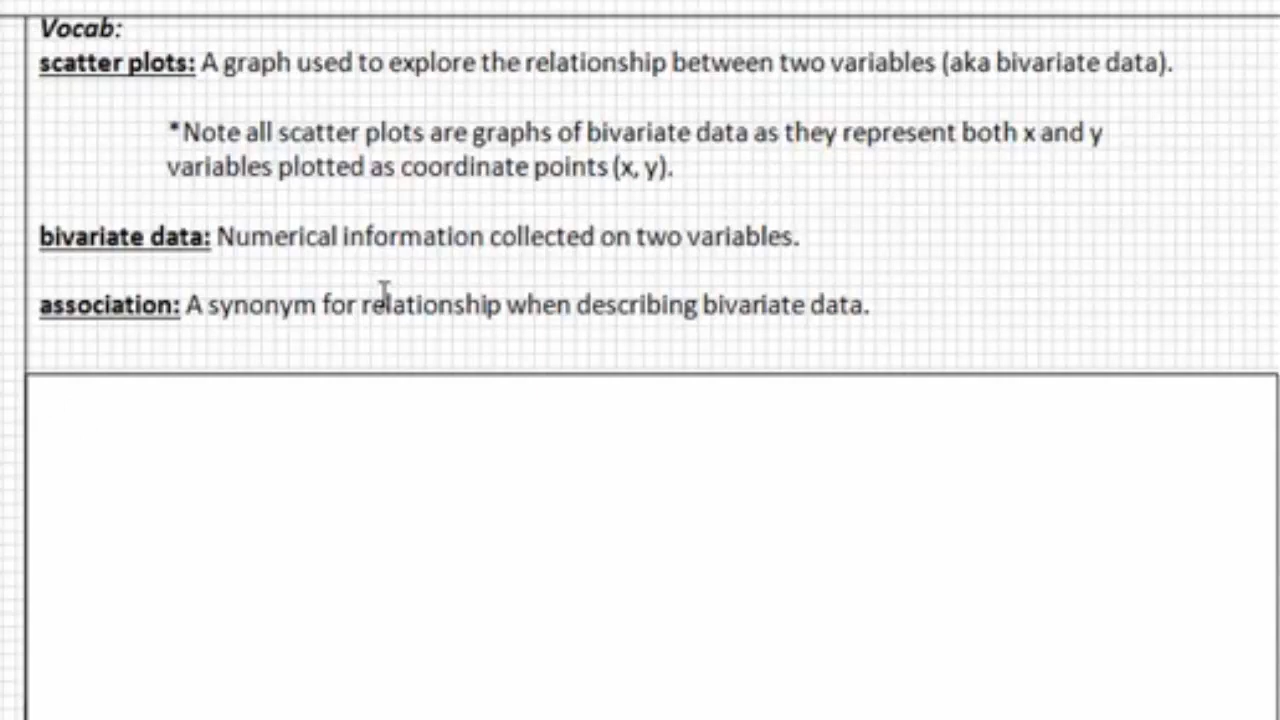 Vocab:
scatter plots: A graph used to explore the relationship between two variables (aka bivariate data).
*Note all scatter plots are graphs of bivariate data as they represent both x and y
variables plotted as coordinate points (x, y).
bivariate data: Numerical information collected on two variables.
association: A synonym for relationship when describing bivariate data.